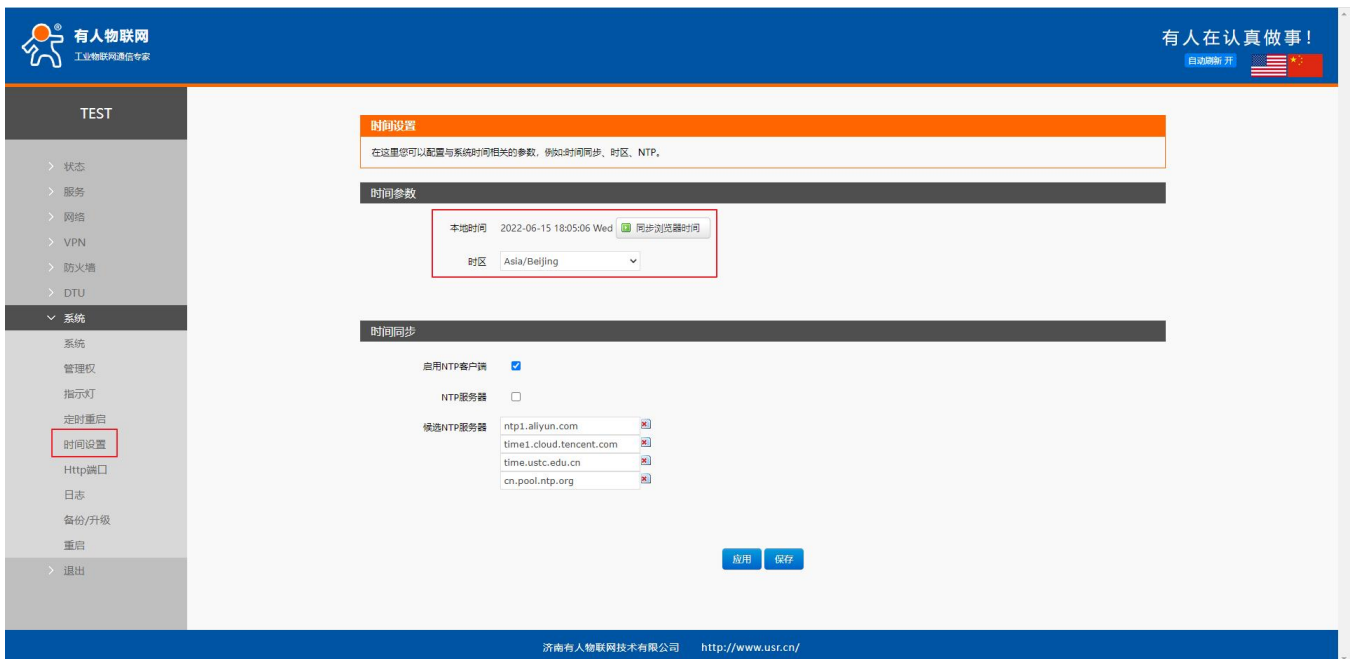 有人物联网
工业物联网通信专家
有人在认真做事!
自动刷新 开
TEST
状态
服务
网络
VPN
防火墙
DTU
系统
系统
管理权
指示灯
定时重启
时间设置
Http端口
日志
备份/升级
重启
退出
时间设置
在这里您可以配置与系统时间相关的参数，例如:时间同步、时区、NTP。
时间参数
本地时间 2022-06-15 18:05:06 Wed 同步浏览器时间
时区 Asia/Beijing
时间同步
启用NTP客户端
NTP服务器
候选NTP服务器 ntp1.aliyun.com
time1.cloud.tencent.com
time.ustc.edu.cn
cn.pool.ntp.org
应用 保存
济南有人物联网技术有限公司 http://www.usr.cn/